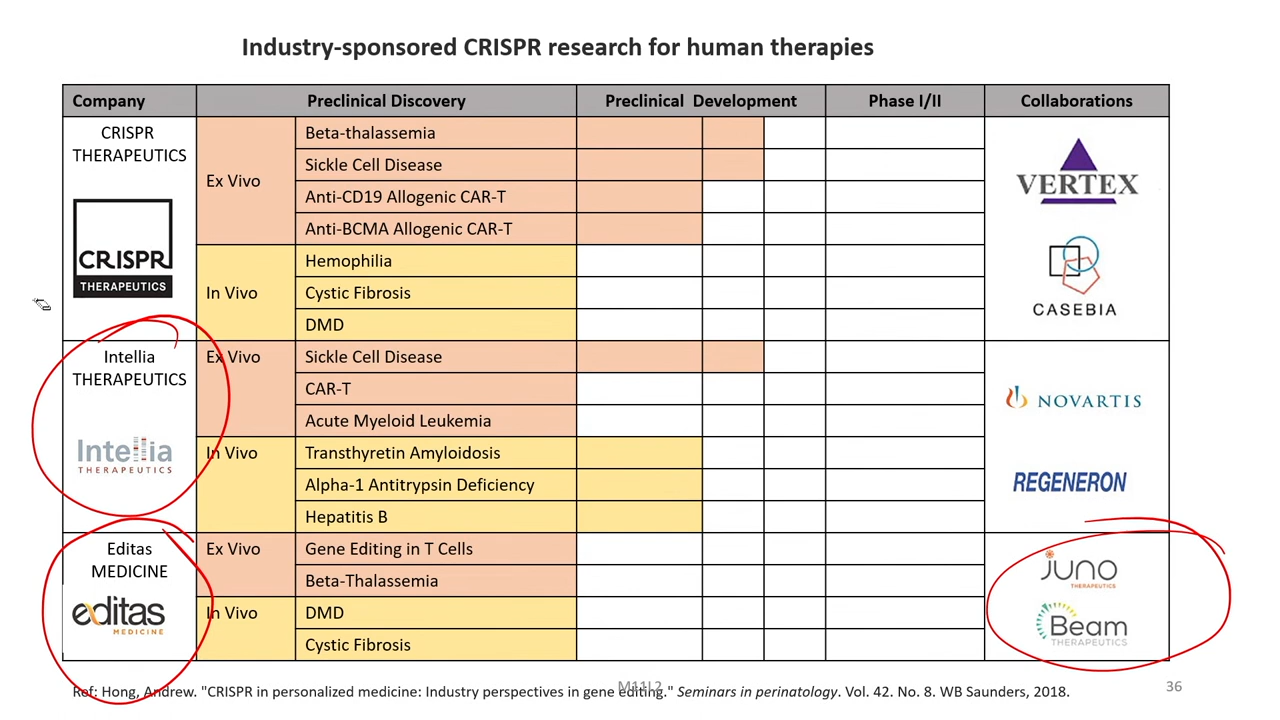 Industry-sponsored CRISPR research for human therapies
Company Preclinical Discovery Preclinical Development Phase I/II Collaborations
CRISPR
THERAPEUTICS
CRISPR
THERAPEUTICS
Ex Vivo
Beta-thalassemia
Sickle Cell Disease
Anti-CD19 Allogenic CAR-T
Anti-BCMA Allogenic CAR-T
In Vivo
Hemophilia
Cystic Fibrosis
DMD
VERTEX
CASEBIA
Intellia
THERAPEUTICS
Intellia
THERAPEUTICS
Ex Vivo
Sickle Cell Disease
CAR-T
Acute Myeloid Leukemia
In Vivo
Transthyretin Amyloidosis
Alpha-1 Antitrypsin Deficiency
Hepatitis B
NOVARTIS
REGENERON
Editas
MEDICINE
editas
MEDICINE
Ex Vivo
Gene Editing in T Cells
Beta-Thalassemia
In Vivo
DMD
Cystic Fibrosis
juno
THERAPEUTICS
Beam
THERAPEUTICS
Ref: Hong, Andrew. "CRISPR in personalized medicine: Industry perspectives in gene editing." Seminars in perinatology. Vol. 42. No. 8. WB Saunders, 2018.
M11L2
36